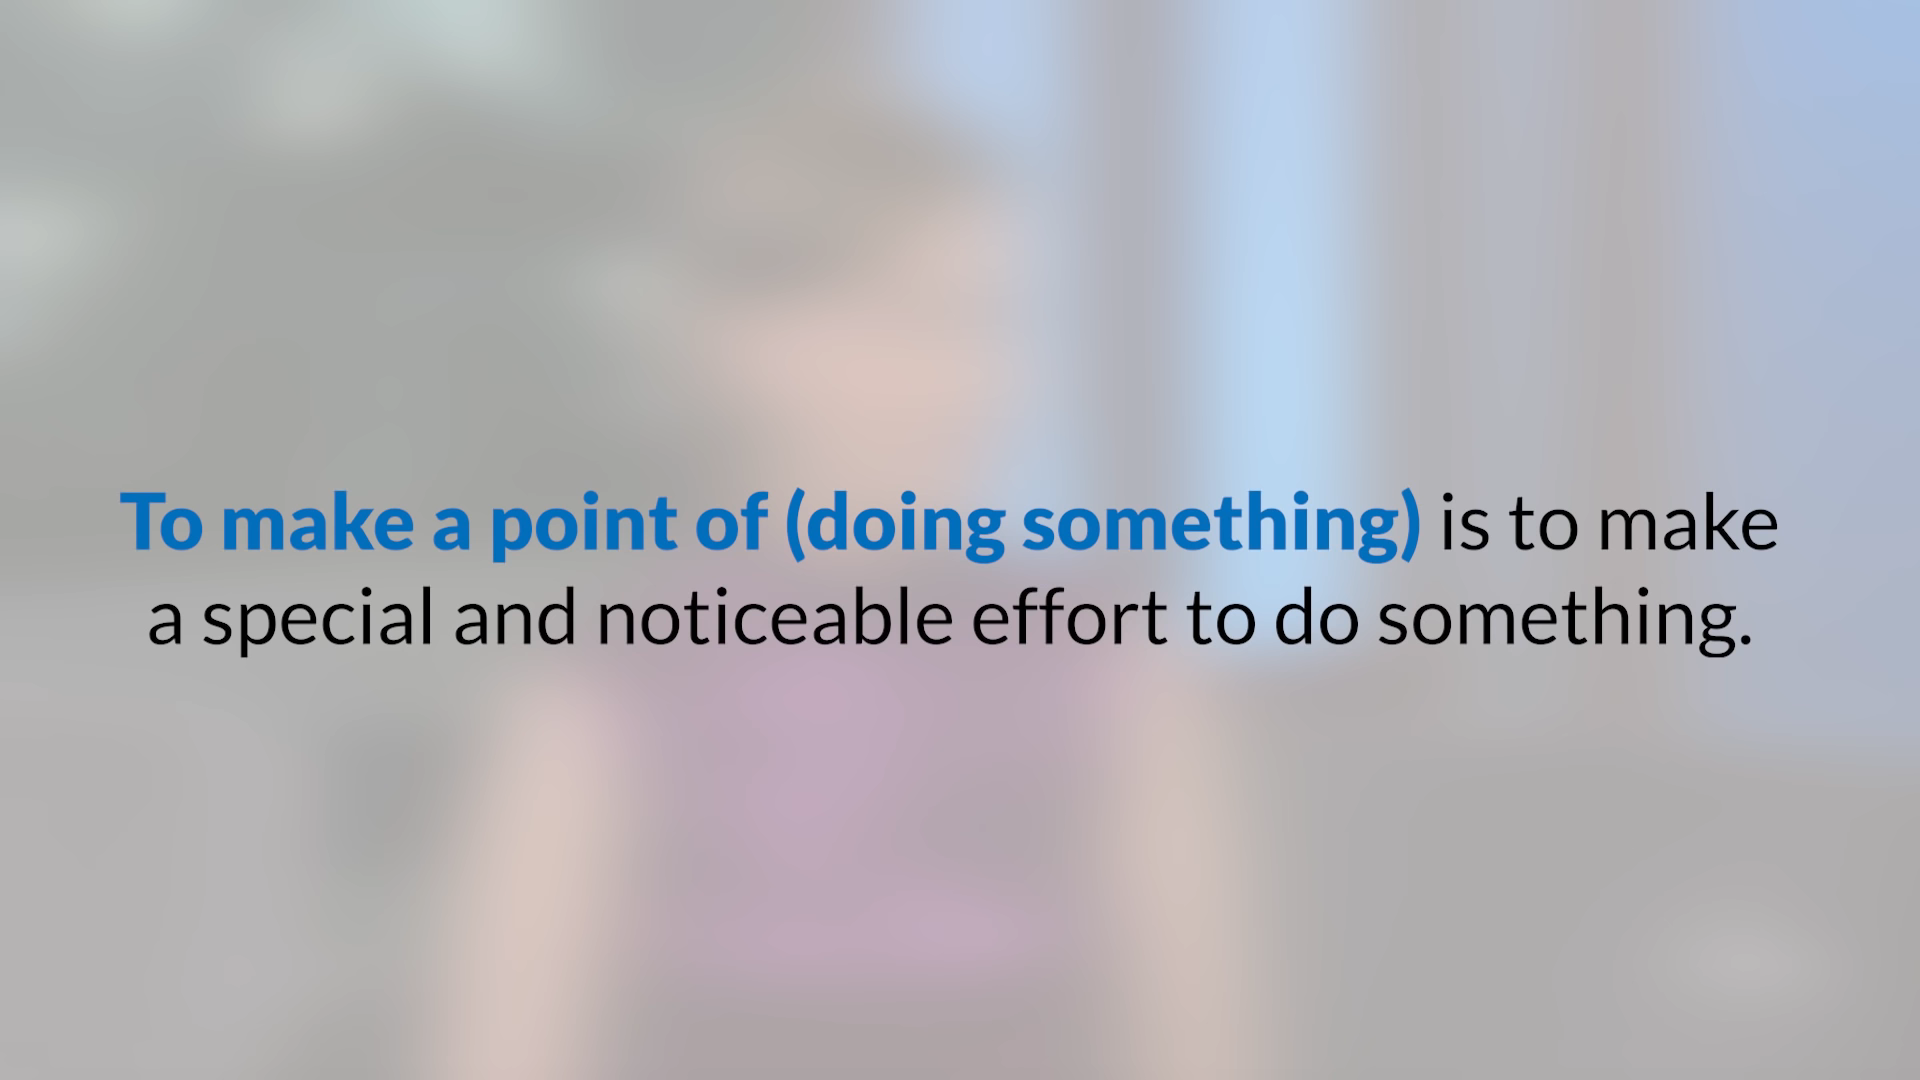 To make a point of (doing something) is to make
a special and noticeable effort to do something.